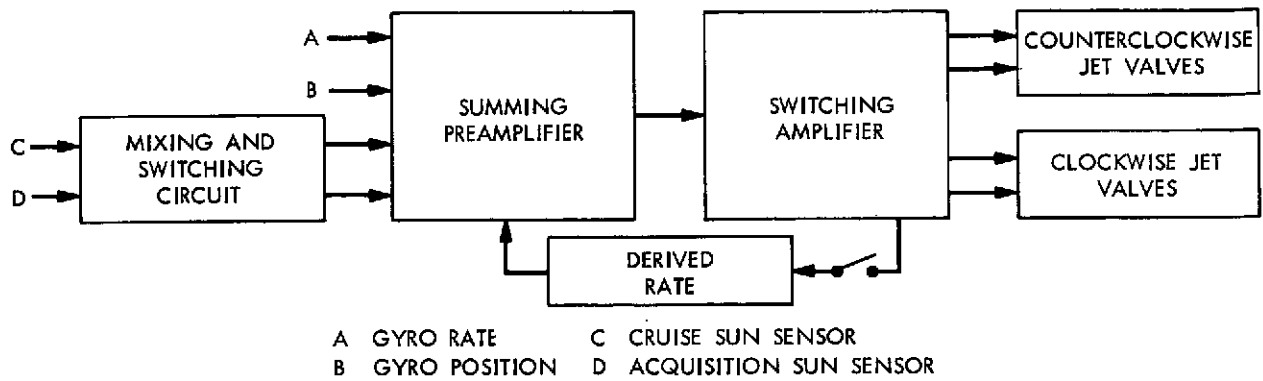 A
B
C
D
MIXING AND
SWITCHING
CIRCUIT
SUMMING
PREAMPLIFIER
SWITCHING
AMPLIFIER
COUNTERCLOCKWISE
JET VALVES
CLOCKWISE JET
VALVES
DERIVED
RATE
A GYRO RATE C CRUISE SUN SENSOR
B GYRO POSITION D ACQUISITION SUN SENSOR